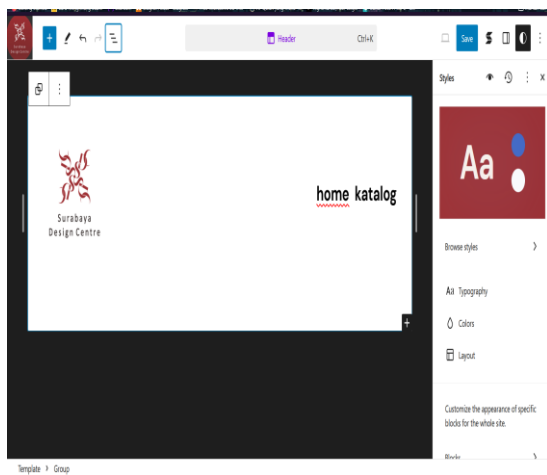 Header
Ctrl+K
Save
Styles
Surabaya
Design Centre
home katalog
Aa
Browse styles
Aa Typography
Colors
Layout
Customize the appearance of specific
blocks for the whole site.
Blocks
Template > Group